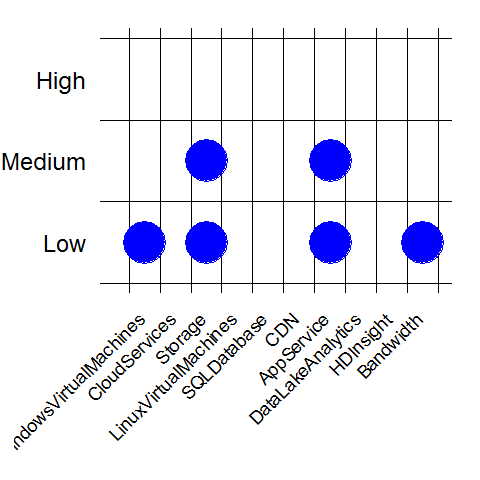 High
Medium
Low
ndowsVirtualMachines
CloudServices
Storage
LinuxVirtualMachines
SQLDatabase
CDN
AppService
DataLakeAnalytics
HDInsight
Bandwidth